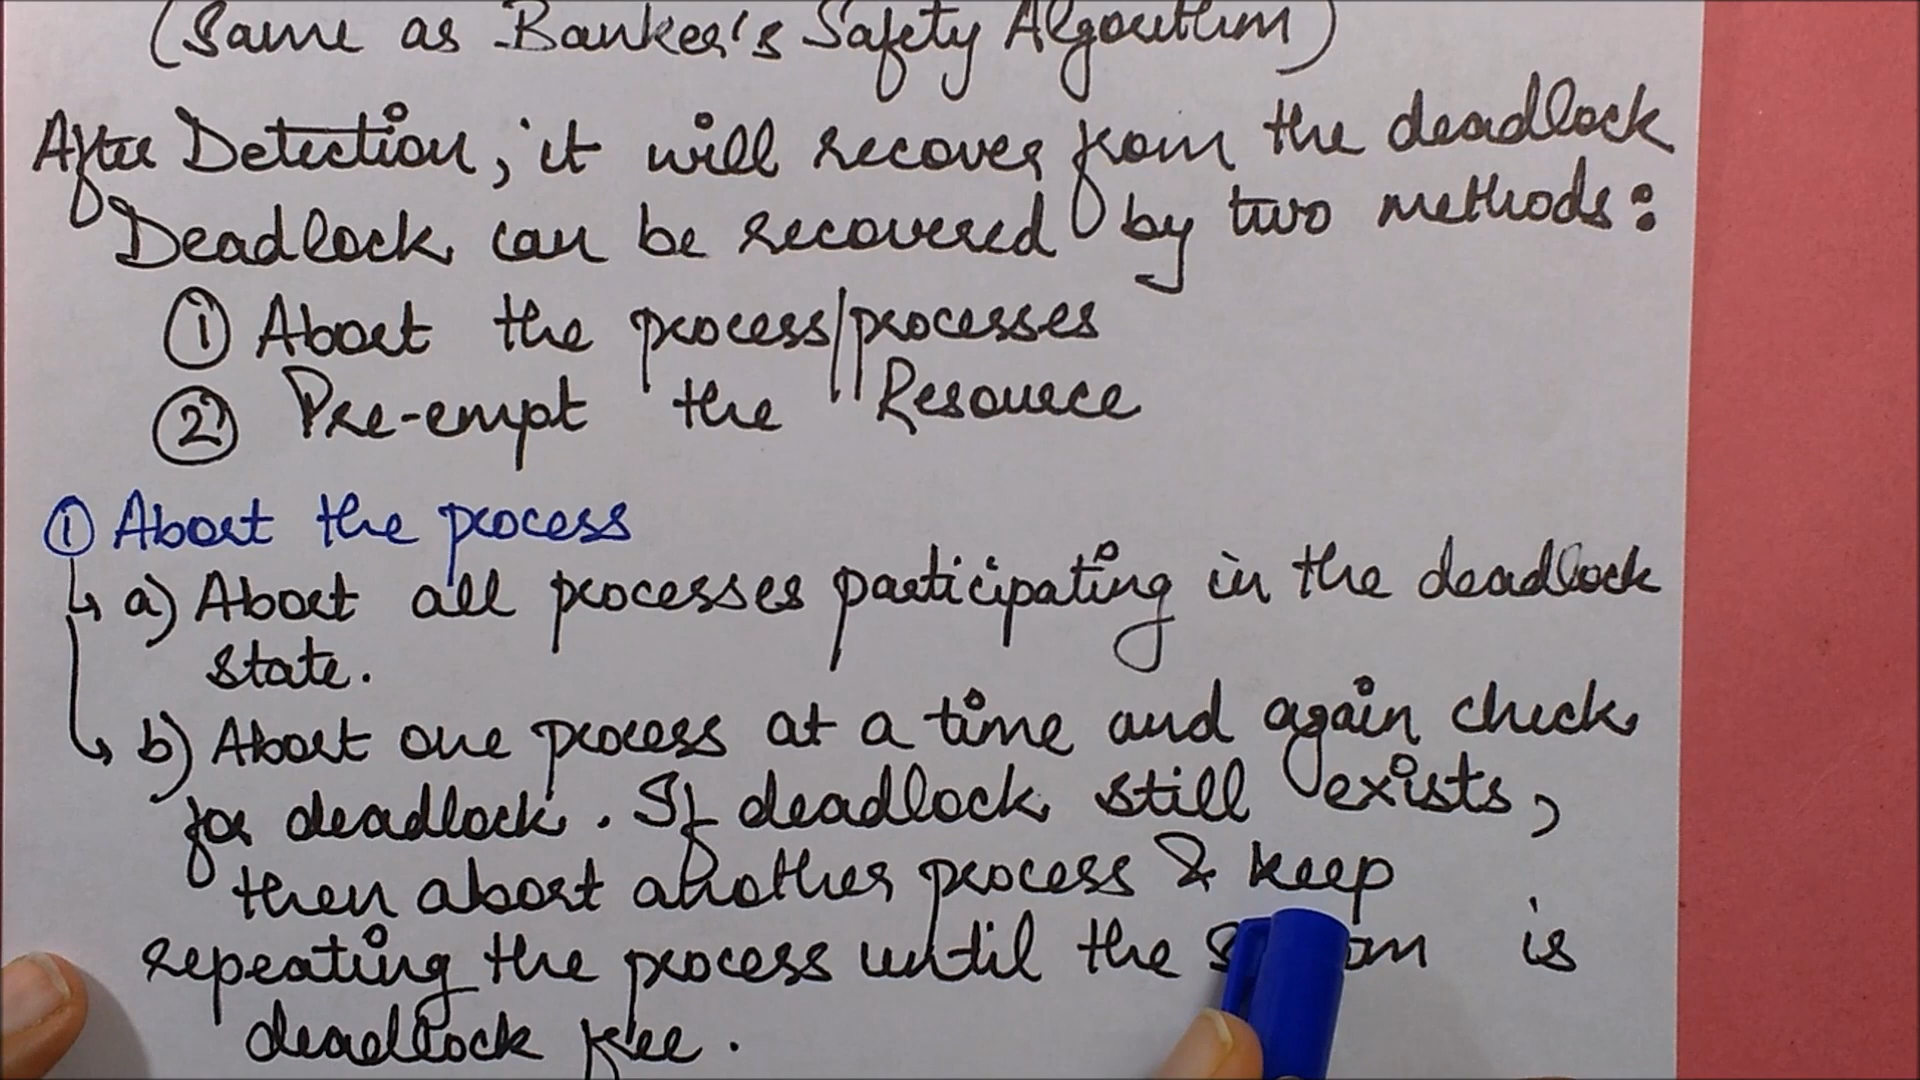 (Same as Banker's Safety Algorithm)
After Detection, it will recover from the deadlock
Deadlock can be recovered by two methods:
① Abort the process/processes
② Pre-empt the Resource
① Abort the process
↳ a) Abort all processes participating in the deadlock
state.
↳ b) Abort one process at a time and again check
for deadlock. If deadlock still exists,
then abort another process & keep
repeating the process until the is
deadlock free.